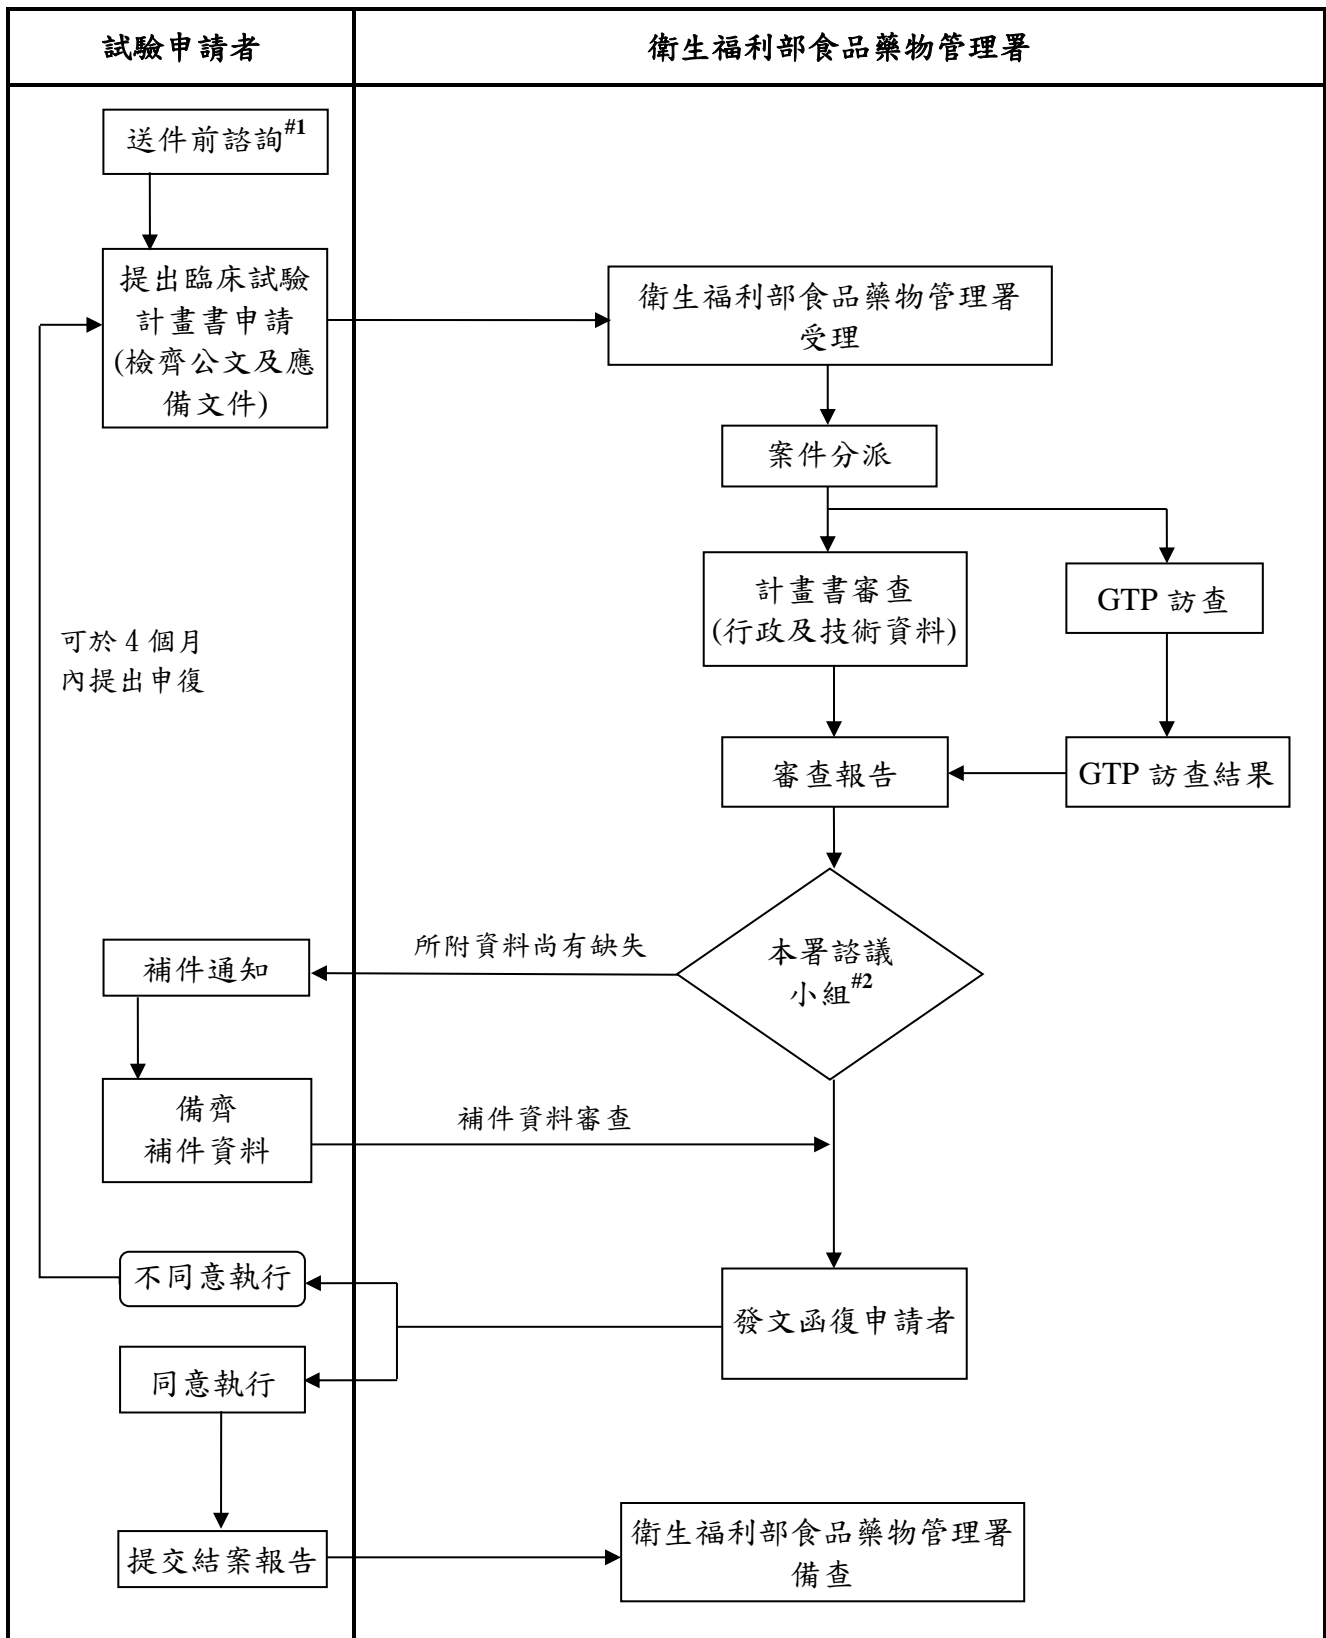 試驗申請者
衛生福利部食品藥物管理署
送件前諮詢#1
提出臨床試驗
計畫書申請
(檢齊公文及應
備文件)
衛生福利部食品藥物管理署
受理
案件分派
計畫書審查
(行政及技術資料)
GTP 訪查
可於 4 個月
內提出申復
審查報告
GTP 訪查結果
本署諮議
小組#2
所附資料尚有缺失
補件通知
備齊
補件資料
補件資料審查
不同意執行
發文函復申請者
同意執行
提交結案報告
衛生福利部食品藥物管理署
備查